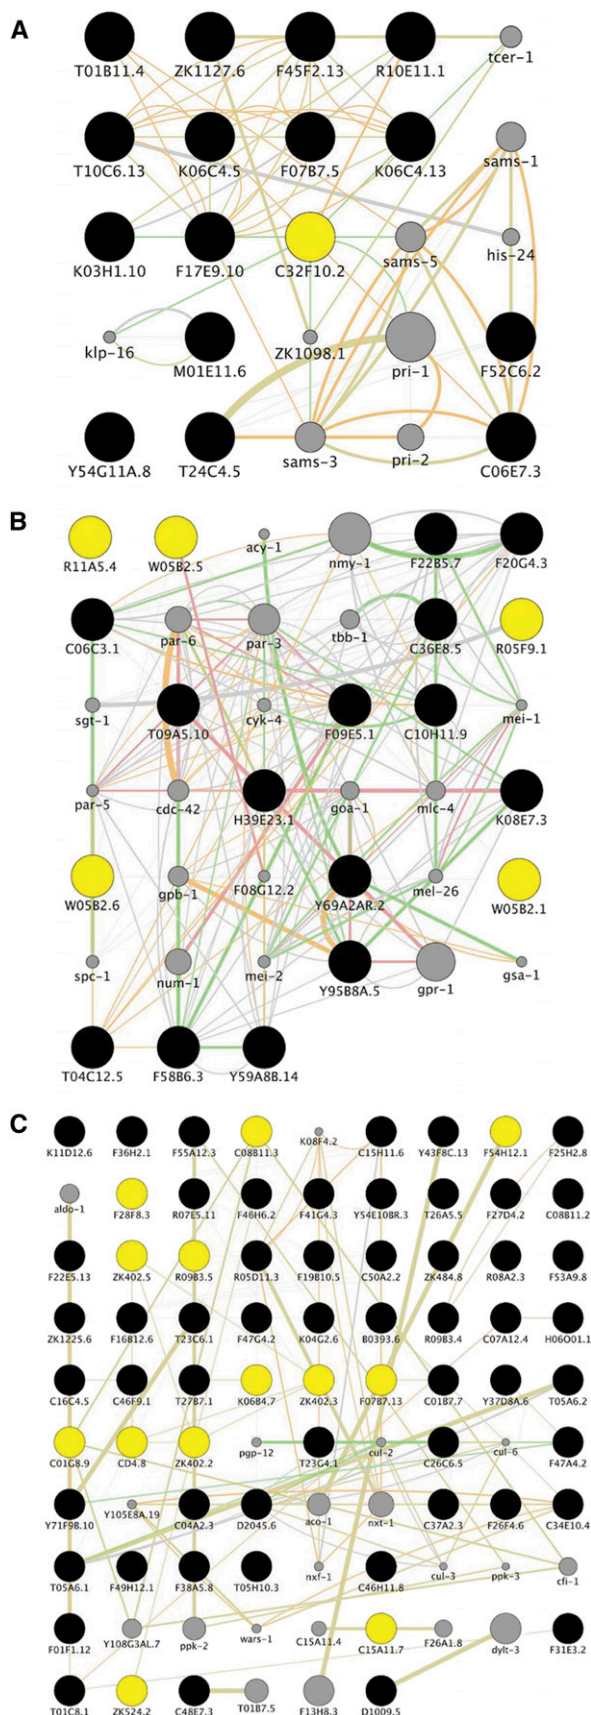 A
T01B11.4 ZK1127.6 F45F2.13 R10E11.1 tcer-1
T10C6.13 K06C4.5 F07B7.5 K06C4.13 sams-1
K03H1.10 F17E9.10 C32F10.2 sams-5 his-24
klp-16 M01E11.6 ZK1098.1 pri-1 F52C6.2
Y54G11A.8 T24C4.5 sams-3 pri-2 C06E7.3
B
R11A5.4 W05B2.5 acy-1 nmy-1 F22B5.7 F20G4.3
C06C3.1 par-6 par-3 tbb-1 C36E8.5 R05F9.1
sgt-1 T09A5.10 cyk-4 F09E5.1 C10H11.9 mei-1
par-5 cdc-42 H39E23.1 goa-1 mlc-4 K08E7.3
W05B2.6 gpb-1 F08G12.2 Y69A2AR.2 mel-26 W05B2.1
spc-1 num-1 mei-2 Y95B8A.5 gpr-1 gsa-1
T04C12.5 F58B6.3 Y59A8B.14
C
K11D12.6 F36H2.1 F55A12.3 C08B11.3 K08F4.2 C15H11.6 Y43F8C.13 F54H12.1 F25H2.8
aldo-1 F28F8.3 R07E5.11 F46H6.2 F41G4.3 Y54E10BR.3 T26A5.5 F27D4.2 C08B11.2
F22E5.13 ZK402.5 R09B3.5 R05D11.3 F19B10.5 C50A2.2 ZK484.8 R08A2.3 F53A9.8
ZK1225.6 F16B12.6 T23C6.1 F47G4.2 K04G2.6 B0393.6 R09B3.4 C07A12.4 H06O01.1
C16C4.5 C46F9.1 T27B7.1 K06B4.7 ZK402.3 F07B7.13 C01B7.7 Y37D8A.6 T05A6.2
C01G8.9 CD4.8 ZK402.2 pgp-12 T23G4.1 cul-2 C26C6.5 cul-6 F47A4.2
Y71F9B.10 Y105E8A.19 C04A2.3 D2045.6 aco-1 nxt-1 C37A2.3 F26F4.6 C34E10.4
T05A6.1 F49H12.1 F38A5.8 T05H10.3 nxf-1 C46H11.8 cul-3 ppk-3 cfi-1
F01F1.12 Y108G3AL.7 ppk-2 wars-1 C15A11.4 C15A11.7 F26A1.8 dylt-3 F31E3.2
T01C8.1 ZK524.2 C48E7.3 T01B7.5 F13H8.3 D1009.5